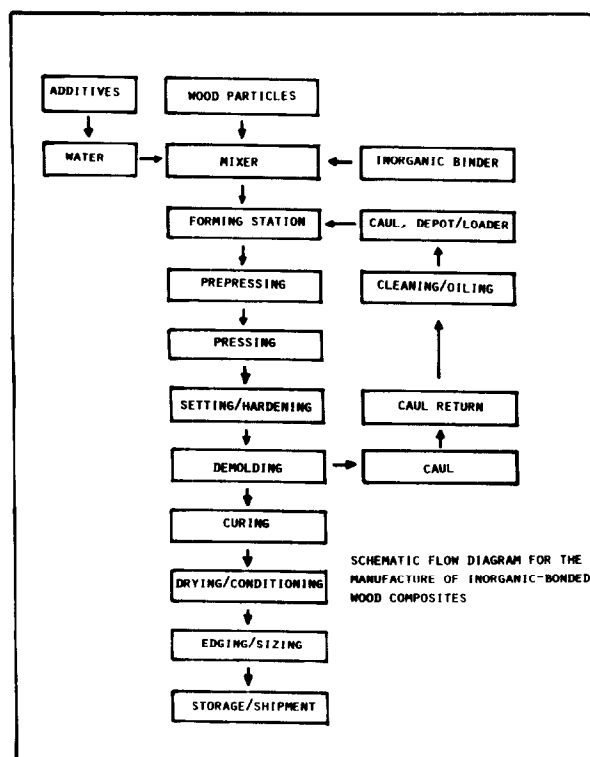 ADDITIVES
WOOD PARTICLES
WATER
MIXER
INORGANIC BINDER
FORMING STATION
CAUL, DEPOT/LOADER
PREPRESSING
CLEANING/OILING
PRESSING
SETTING/HARDENING
CAUL RETURN
DEMOLDING
CAUL
CURING
DRYING/CONDITIONING
SCHEMATIC FLOW DIAGRAM FOR THE
MANUFACTURE OF INORGANIC-BONDED
WOOD COMPOSITES
EDGING/SIZING
STORAGE/SHIPMENT